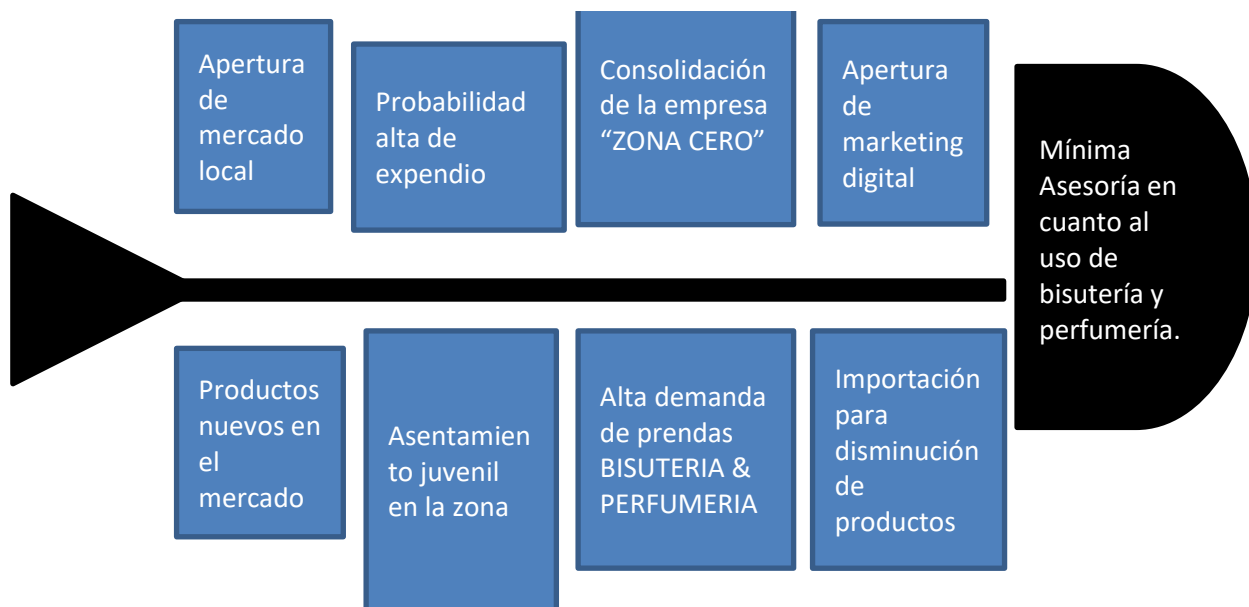 Apertura
de
mercado
local
Probabilidad
alta de
expendio
Consolidación
de la empresa
“ZONA CERO”
Apertura
de
marketing
digital
Mínima
Asesoría en
cuanto al
uso de
bisutería y
perfumería.
Productos
nuevos en
el
mercado
Asentamien
to juvenil
en la zona
Alta demanda
de prendas
BISUTERIA &
PERFUMERIA
Importación
para
disminución
de
productos